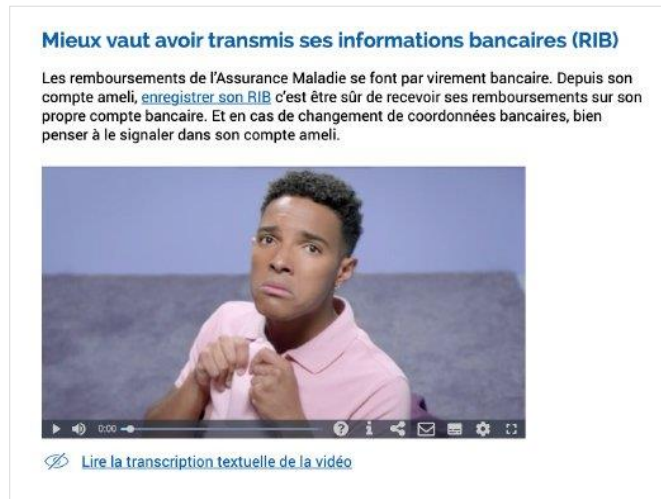 Mieux vaut avoir transmis ses informations bancaires (RIB)
Les remboursements de l'Assurance Maladie se font par virement bancaire. Depuis son
compte ameli, enregistrer son RIB c'est être sûr de recevoir ses remboursements sur son
propre compte bancaire. Et en cas de changement de coordonnées bancaires, bien
penser à le signaler dans son compte ameli.
0:00
Lire la transcription textuelle de la vidéo